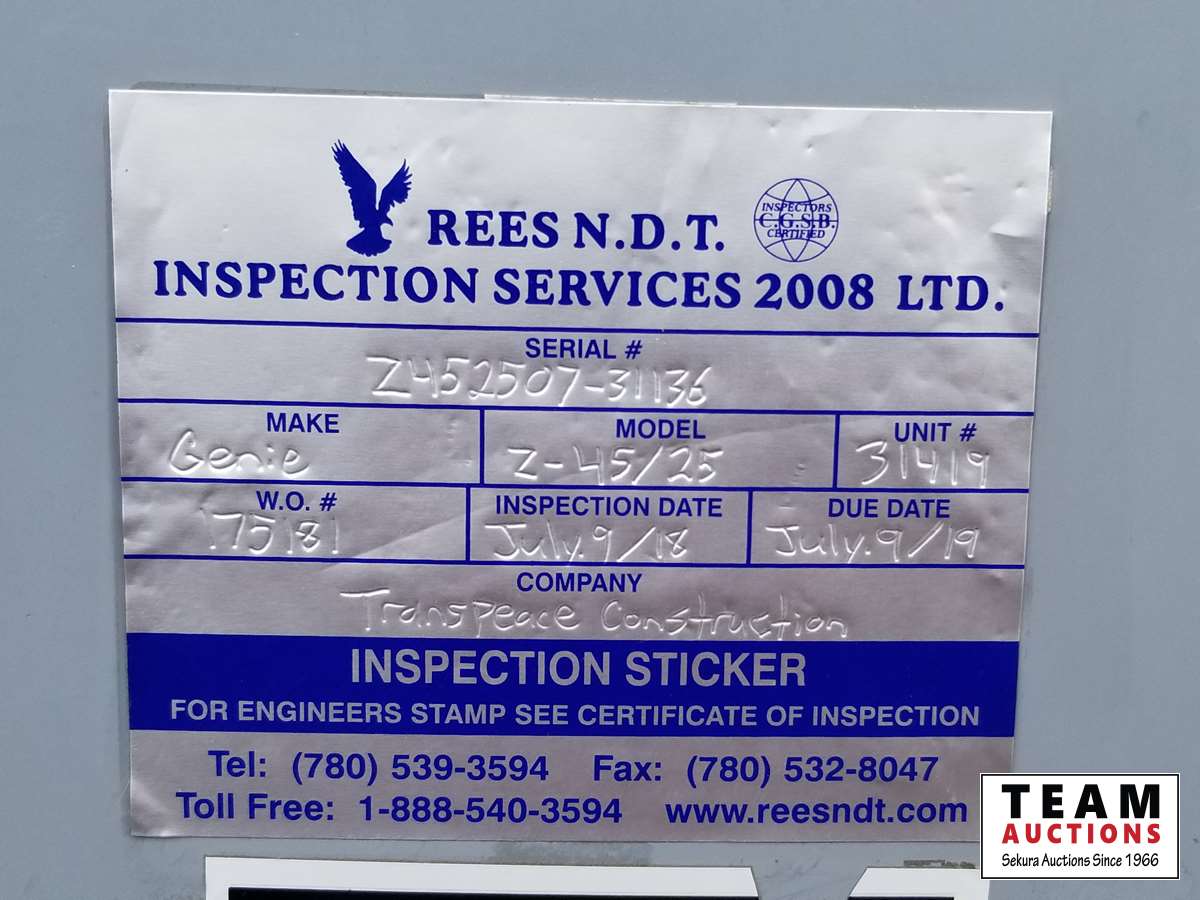 REES N.D.T.
INSPECTORS
C.G.S.B.
CERTIFIED
INSPECTION SERVICES 2008 LTD.
SERIAL #
Z452507-31136
MAKE MODEL UNIT #
Genie Z-45/25 31419
W.O. # INSPECTION DATE DUE DATE
175181 July.9/18 July.9/19
COMPANY
Transpeace Construction
INSPECTION STICKER
FOR ENGINEERS STAMP SEE CERTIFICATE OF INSPECTION
Tel: (780) 539-3594 Fax: (780) 532-8047
Toll Free: 1-888-540-3594 www.reesndt.com
TEAM
AUCTIONS
Sekura Auctions Since 1966